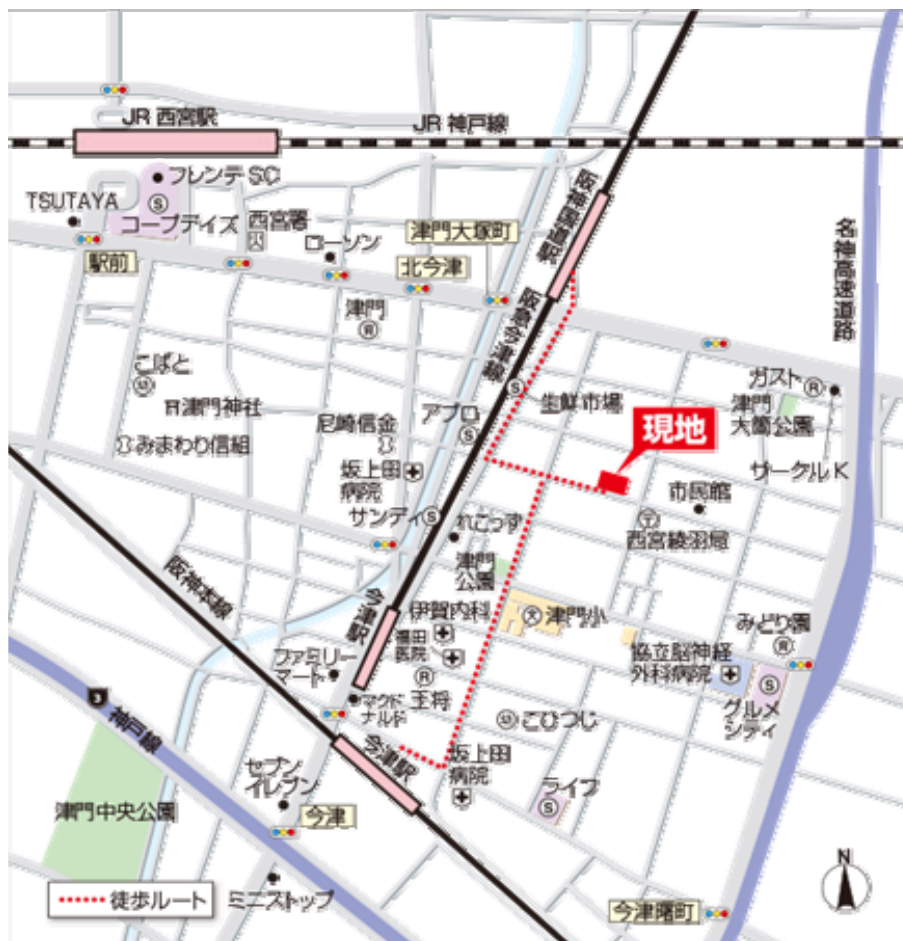 JR 西宮駅
JR 神戸線
フレンテSC
TSUTAYA
コープデイズ
西宮署
ローソン
津門大塚町
阪神国道駅
名神高速道路
駅前
北今津
阪急今津線
津門
こばと
ガスト
生鮮市場
津門
大箇公園
津門神社
尼崎信金
アプロ
現地
みまわり信組
坂上田
病院
サークルK
市民館
サンディ
れこっず
西宮綾羽局
阪神本線
津門
公園
今津駅
伊賀内科
津門小
みどり園
福田
医院
協立脳神経
外科病院
ファミリー
マート
王将
マクド
ナルド
グルメ
シティ
こひつじ
3
神戸線
今津駅
坂上田
病院
セブン
イレブン
ライフ
津門中央公園
今津
N
徒歩ルート
ミニストップ
今津曙町